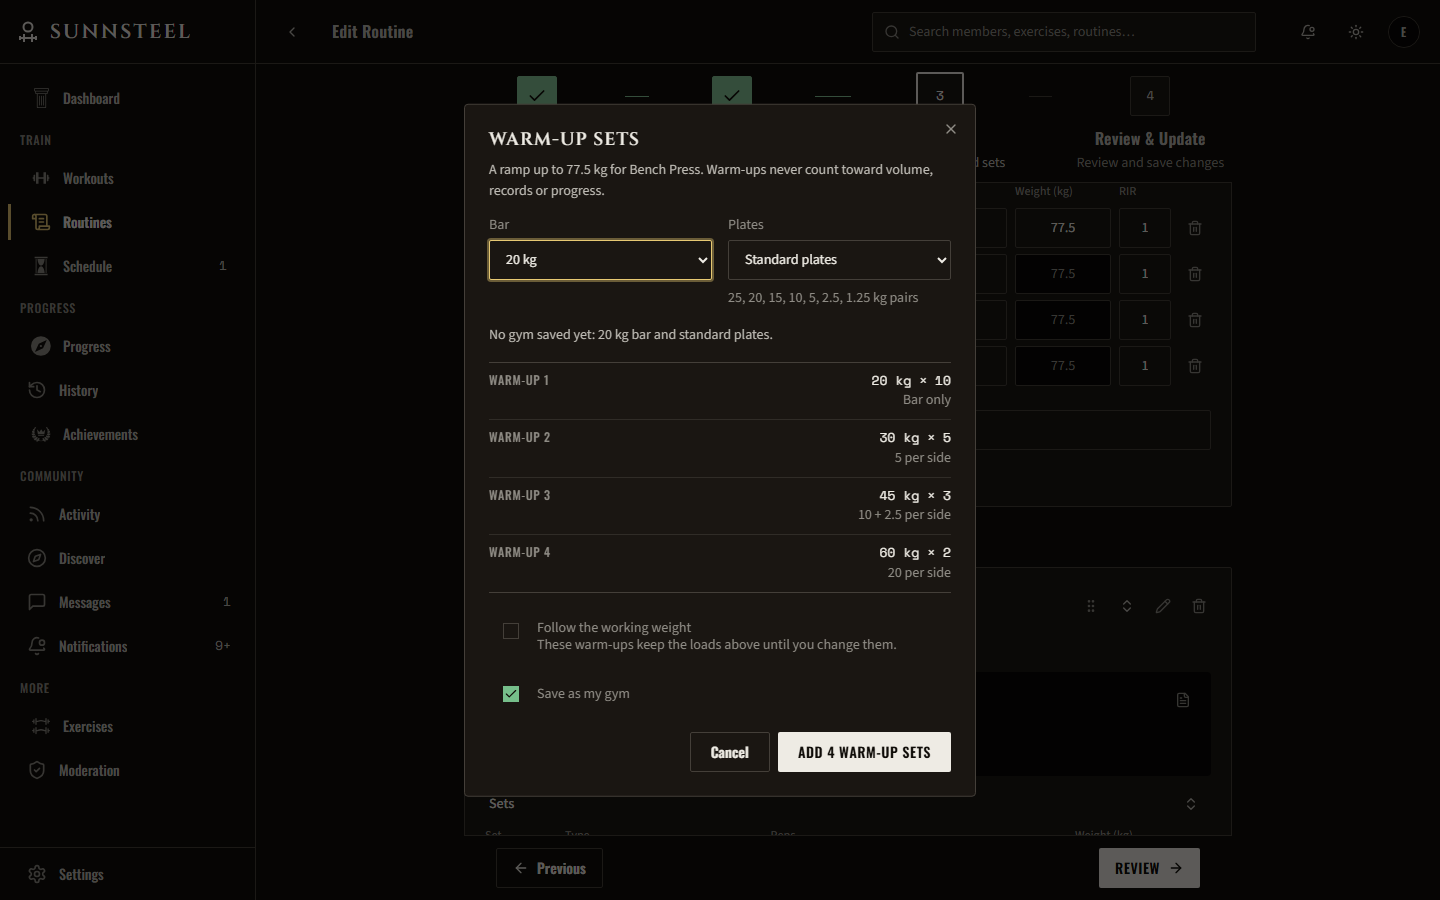 SUNNSTEEL
Edit Routine
Search members, exercises, routines...
E
Dashboard
TRAIN
Workouts
Routines
Schedule 1
PROGRESS
Progress
History
Achievements
COMMUNITY
Activity
Discover
Messages 1
Notifications 9+
MORE
Exercises
Moderation
Settings
3
4
Review & Update
d sets
Review and save changes
Weight (kg) RIR
77.5 1
77.5 1
77.5 1
77.5 1
WARM-UP SETS
A ramp up to 77.5 kg for Bench Press. Warm-ups never count toward volume,
records or progress.
Bar Plates
20 kg Standard plates
25, 20, 15, 10, 5, 2.5, 1.25 kg pairs
No gym saved yet: 20 kg bar and standard plates.
WARM-UP 1 20 kg × 10
Bar only
WARM-UP 2 30 kg × 5
5 per side
WARM-UP 3 45 kg × 3
10 + 2.5 per side
WARM-UP 4 60 kg × 2
20 per side
Follow the working weight
These warm-ups keep the loads above until you change them.
Save as my gym
Cancel ADD 4 WARM-UP SETS
Sets
Set Type Reps Weight (kg)
Previous REVIEW